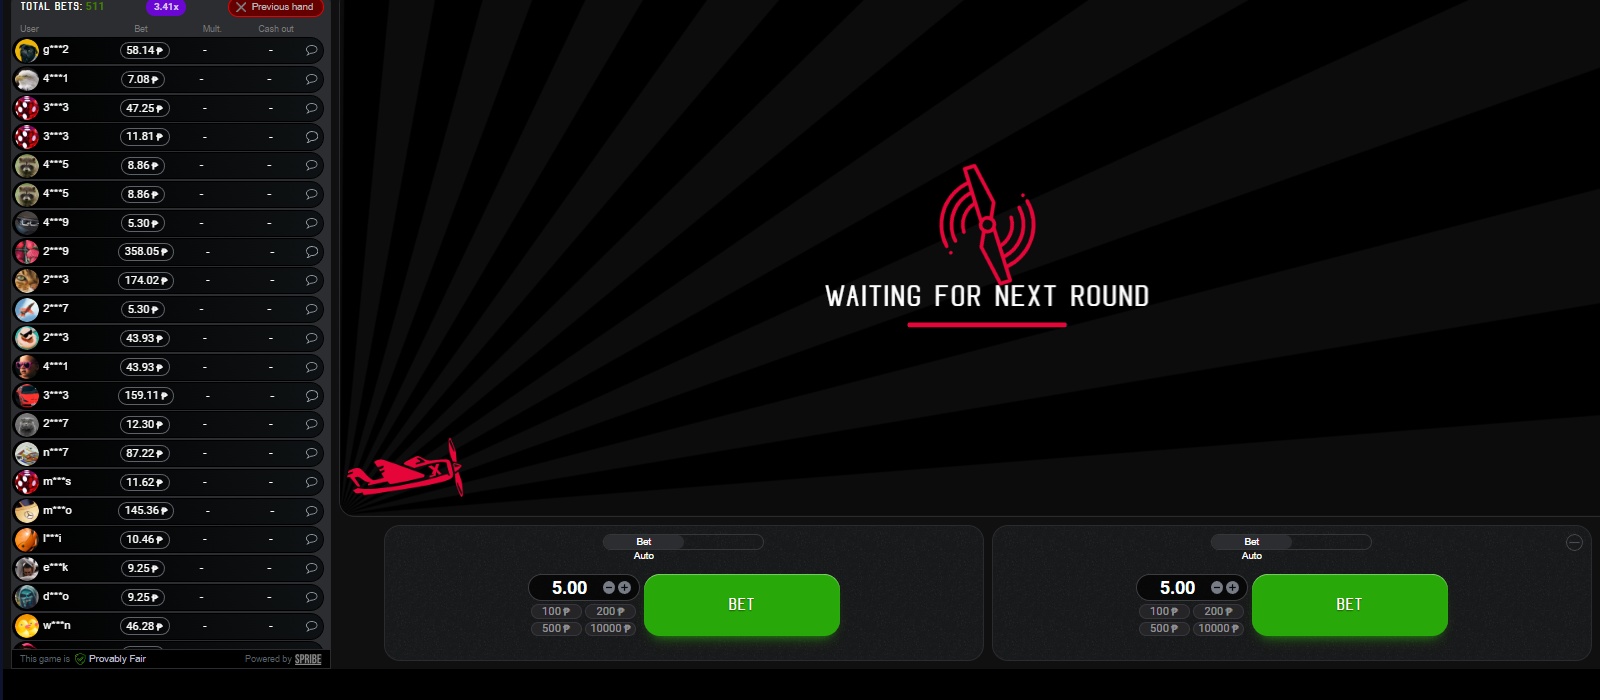 TOTAL BETS: 511 3.41x Previous hand
User Bet Mult. Cash out
g***2 58.14 ₱ - -
4***1 7.08 ₱ - -
3***3 47.25 ₱ - -
3***3 11.81 ₱ - -
4***5 8.86 ₱ - -
4***5 8.86 ₱ - -
4***9 5.30 ₱ - -
2***9 358.05 ₱ - -
2***3 174.02 ₱ - -
2***7 5.30 ₱ - -
2***3 43.93 ₱ - -
4***1 43.93 ₱ - -
3***3 159.11 ₱ - -
2***7 12.30 ₱ - -
n***7 87.22 ₱ - -
m***s 11.62 ₱ - -
m***o 145.36 ₱ - -
l***i 10.46 ₱ - -
e***k 9.25 ₱ - -
d***o 9.25 ₱ - -
w***n 46.28 ₱ - -
This game is Provably Fair Powered by SPRIBE
WAITING FOR NEXT ROUND
X
Bet
Auto
5.00
100 ₱ 200 ₱
500 ₱ 10000 ₱
BET
Bet
Auto
5.00
100 ₱ 200 ₱
500 ₱ 10000 ₱
BET